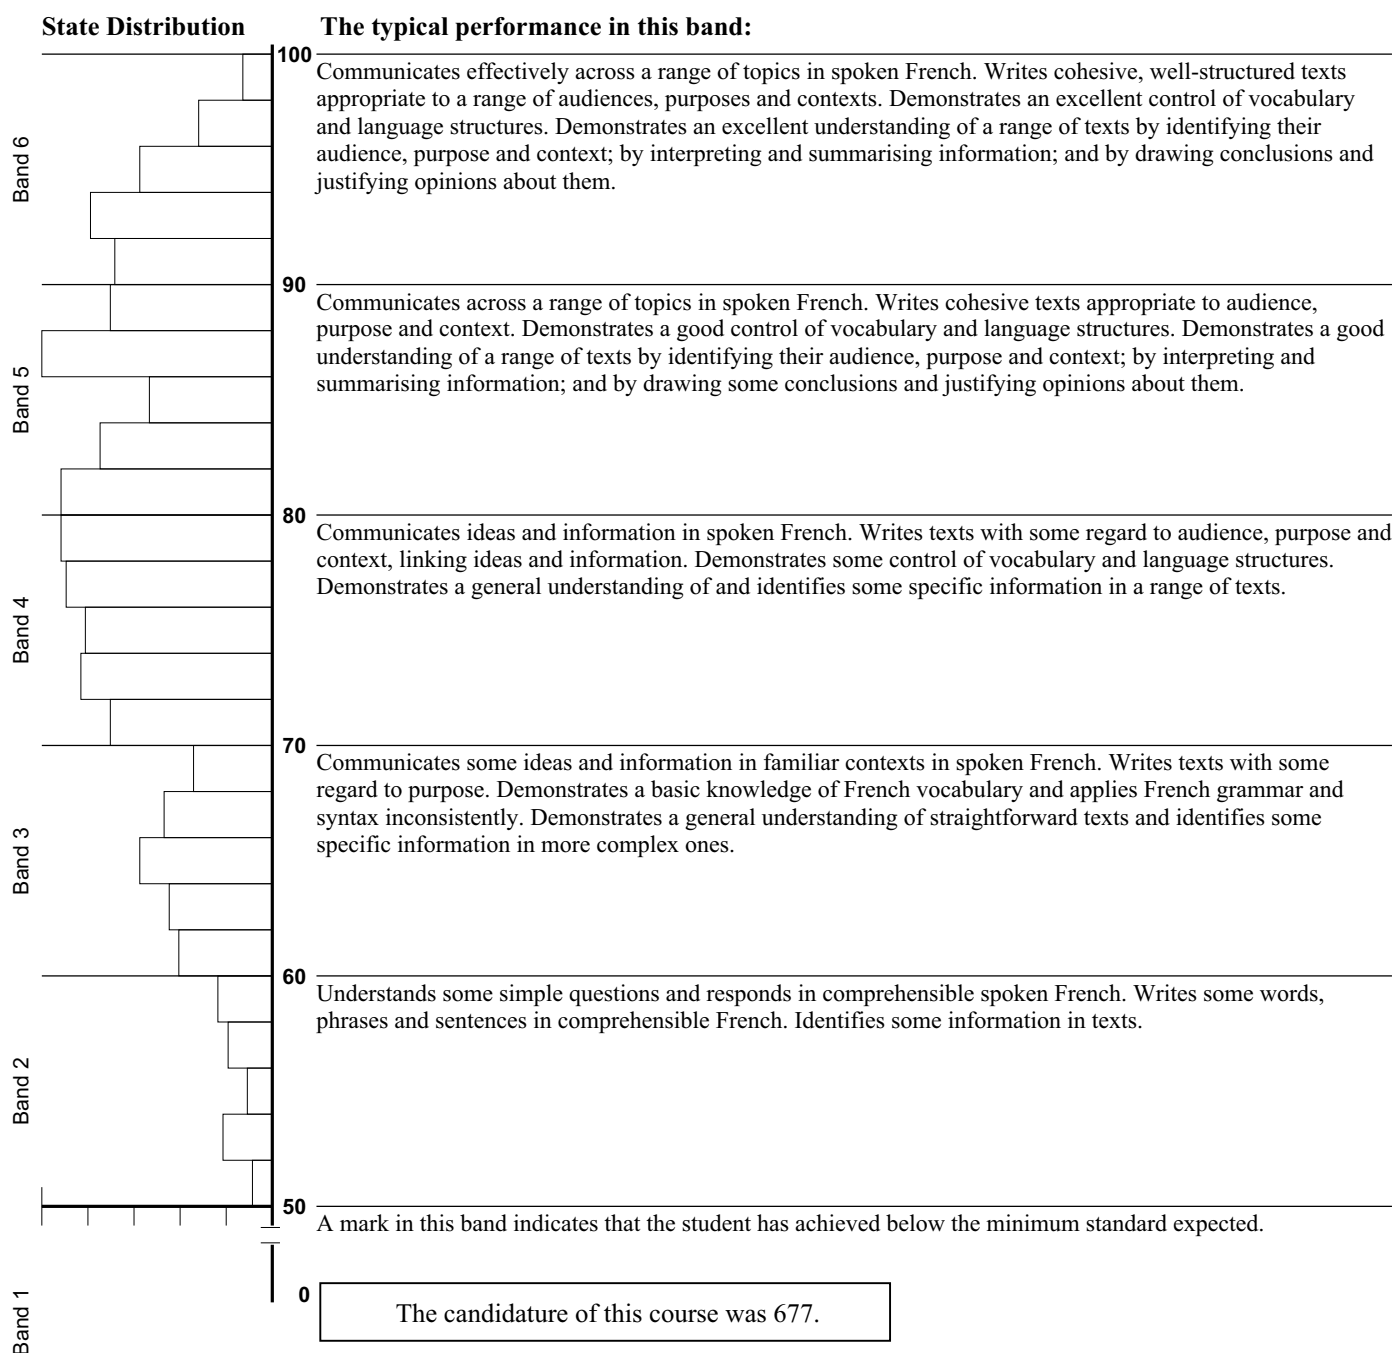 State Distribution
The typical performance in this band:
100
Band 6
Communicates effectively across a range of topics in spoken French. Writes cohesive, well-structured texts
appropriate to a range of audiences, purposes and contexts. Demonstrates an excellent control of vocabulary
and language structures. Demonstrates an excellent understanding of a range of texts by identifying their
audience, purpose and context; by interpreting and summarising information; and by drawing conclusions and
justifying opinions about them.
90
Band 5
Communicates across a range of topics in spoken French. Writes cohesive texts appropriate to audience,
purpose and context. Demonstrates a good control of vocabulary and language structures. Demonstrates a good
understanding of a range of texts by identifying their audience, purpose and context; by interpreting and
summarising information; and by drawing some conclusions and justifying opinions about them.
80
Band 4
Communicates ideas and information in spoken French. Writes texts with some regard to audience, purpose and
context, linking ideas and information. Demonstrates some control of vocabulary and language structures.
Demonstrates a general understanding of and identifies some specific information in a range of texts.
70
Band 3
Communicates some ideas and information in familiar contexts in spoken French. Writes texts with some
regard to purpose. Demonstrates a basic knowledge of French vocabulary and applies French grammar and
syntax inconsistently. Demonstrates a general understanding of straightforward texts and identifies some
specific information in more complex ones.
60
Band 2
Understands some simple questions and responds in comprehensible spoken French. Writes some words,
phrases and sentences in comprehensible French. Identifies some information in texts.
50
A mark in this band indicates that the student has achieved below the minimum standard expected.
Band 1
0
The candidature of this course was 677.